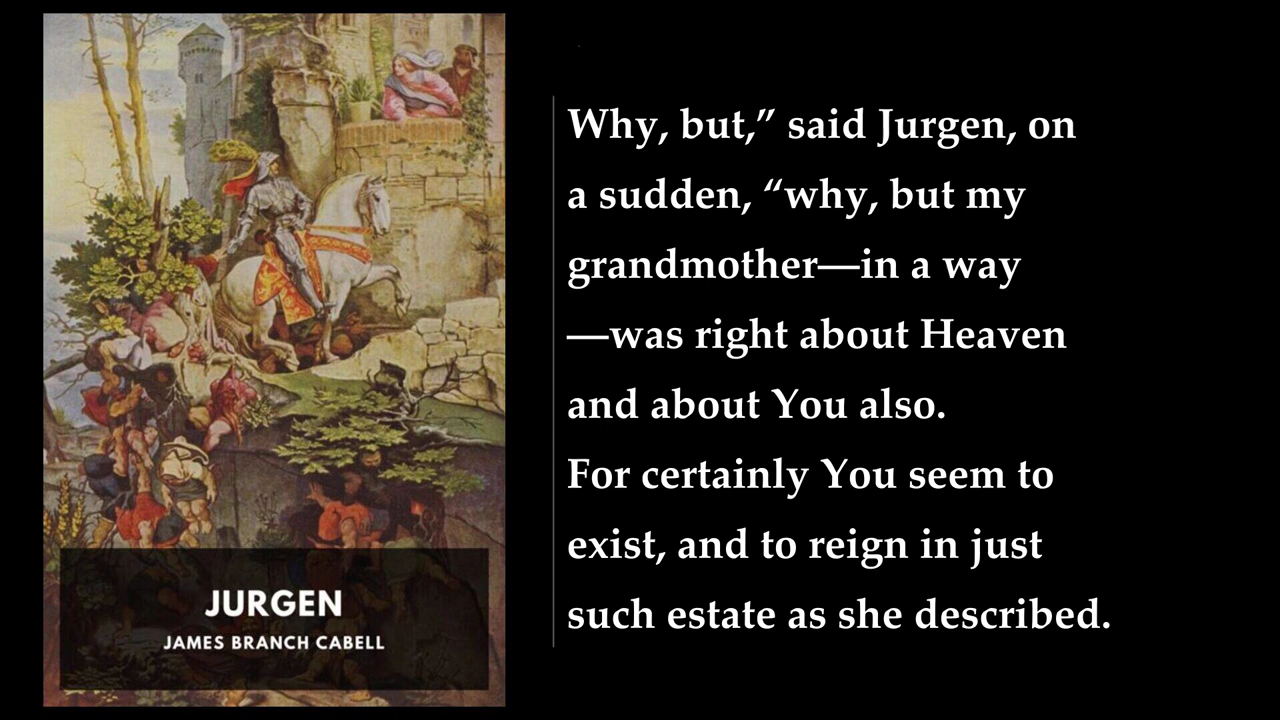 JURGEN
JAMES BRANCH CABELL
Why, but,” said Jurgen, on
a sudden, “why, but my
grandmother—in a way
—was right about Heaven
and about You also.
For certainly You seem to
exist, and to reign in just
such estate as she described.